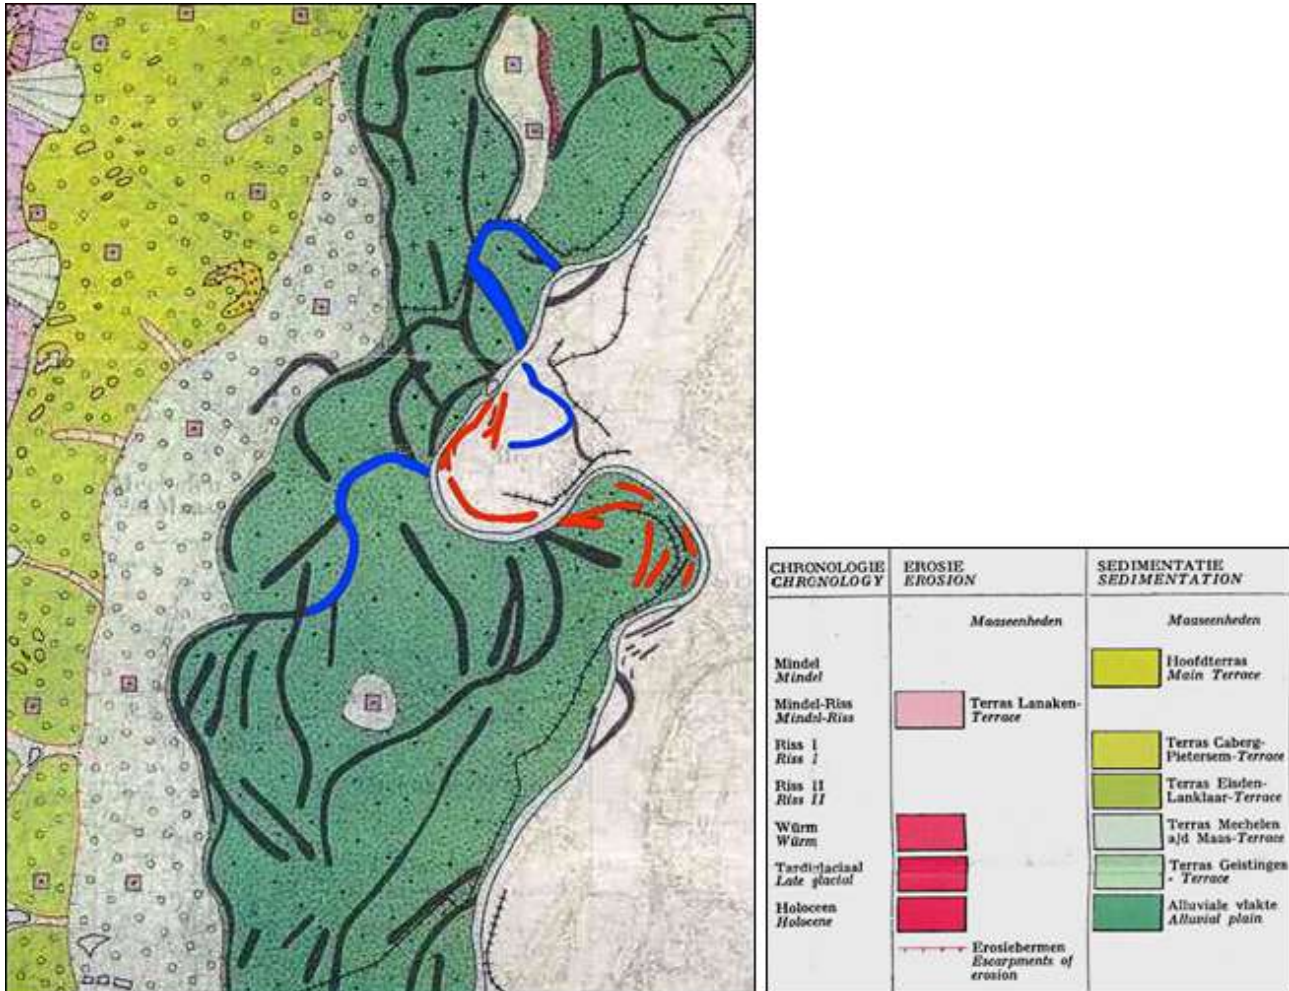 CHRONOLOGIE
CHRONOLOGY
EROSIE
EROSION
SEDIMENTATIE
SEDIMENTATION
Maaseenheden
Maaseenheden
Mindel
Mindel
Hoofdterras
Main Terrace
Mindel-Riss
Mindel-Riss
Terras Lanaken-
Terrace
Riss I
Riss I
Terras Caberg-
Pietersem-Terrace
Riss II
Riss II
Terras Eisden-
Lanklaar-Terrace
Würm
Würm
Terras Mechelen
a/d Maas-Terrace
Tardiglaciaal
Late glacial
Terras Geistingen
- Terrace
Holoceen
Holocene
Alluviale vlakte
Alluvial plain
Erosiebermen
Escarpments of
erosion